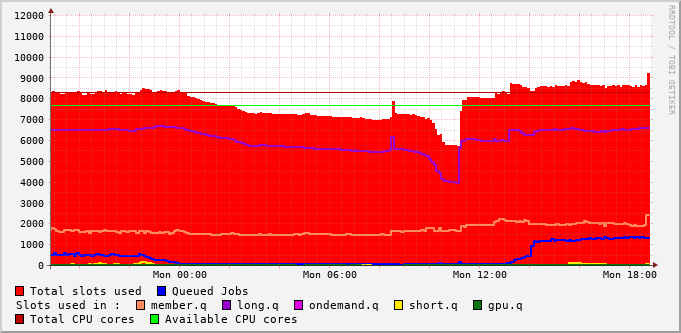 12000
11000
10000
9000
8000
7000
6000
5000
4000
3000
2000
1000
0
Mon 00:00 Mon 06:00 Mon 12:00 Mon 18:00
RRDTOOL / TOBI OETIKER
Total slots used Queued Jobs
Slots used in : member.q long.q ondemand.q short.q gpu.q
Total CPU cores Available CPU cores